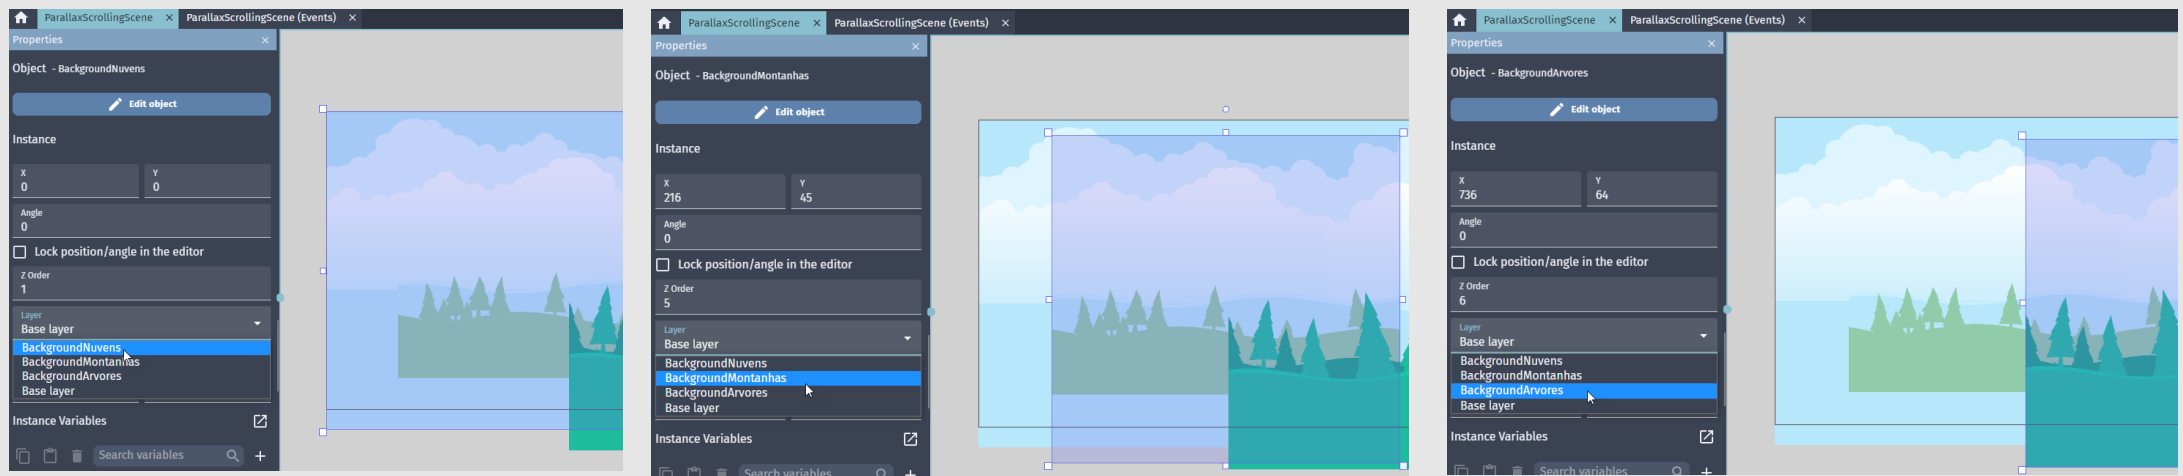 ParallaxScrollingScene × ParallaxScrollingScene (Events) ×
Properties ×
Object - BackgroundNuvens
Edit object
Instance
X Y
0 0
Angle
0
Lock position/angle in the editor
Z Order
1
Layer
Base layer
BackgroundNuvens
BackgroundMontanhas
BackgroundArvores
Base layer
Instance Variables
Search variables
ParallaxScrollingScene × ParallaxScrollingScene (Events) ×
Properties ×
Object - BackgroundMontanhas
Edit object
Instance
X Y
216 45
Angle
0
Lock position/angle in the editor
Z Order
5
Layer
Base layer
BackgroundNuvens
BackgroundMontanhas
BackgroundArvores
Base layer
Instance Variables
Search variables
ParallaxScrollingScene × ParallaxScrollingScene (Events) ×
Properties ×
Object - BackgroundArvores
Edit object
Instance
X Y
736 64
Angle
0
Lock position/angle in the editor
Z Order
6
Layer
Base layer
BackgroundNuvens
BackgroundMontanhas
BackgroundArvores
Base layer
Instance Variables
Search variables